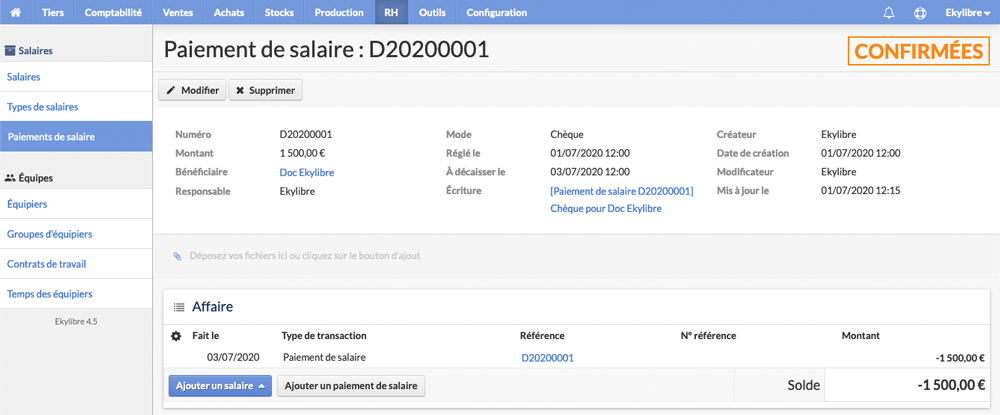 Tiers Comptabilité Ventes Achats Stocks Production RH Outils Configuration Ekylibre
Salaires
Salaires
Types de salaires
Paiements de salaire
Équipes
Équipiers
Groupes d'équipiers
Contrats de travail
Temps des équipiers
Ekylibre 4.5
Paiement de salaire : D20200001
CONFIRMÉES
Modifier Supprimer
Numéro D20200001 Mode Chèque Créateur Ekylibre
Montant 1 500,00 € Réglé le 01/07/2020 12:00 Date de création 01/07/2020 12:00
Bénéficiaire Doc Ekylibre À décaisser le 03/07/2020 12:00 Modificateur Ekylibre
Responsable Ekylibre Écriture [Paiement de salaire D20200001] Mis à jour le 01/07/2020 12:15
Chèque pour Doc Ekylibre
Déposez vos fichiers ici ou cliquez sur le bouton d'ajout
Affaire
Fait le Type de transaction Référence N° référence Montant
03/07/2020 Paiement de salaire D20200001 -1 500,00 €
Ajouter un salaire Ajouter un paiement de salaire Solde -1 500,00 €